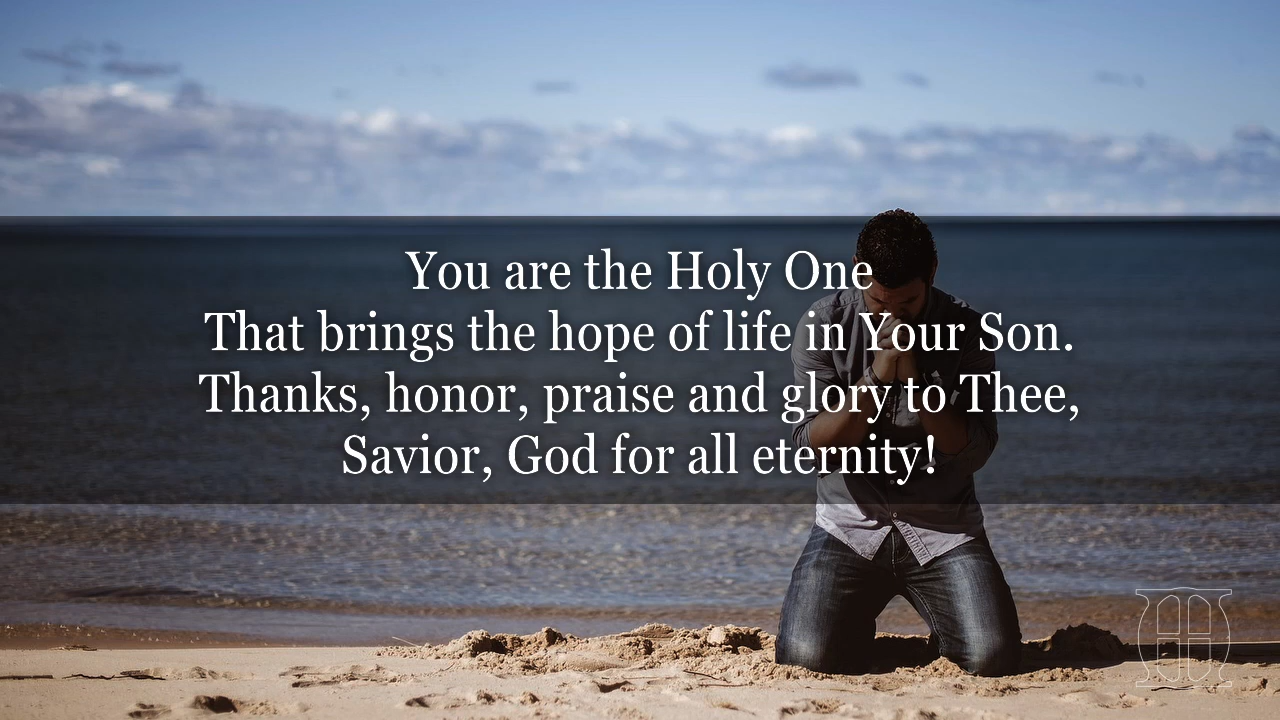 You are the Holy One
That brings the hope of life in Your Son.
Thanks, honor, praise and glory to Thee,
Savior, God for all eternity!